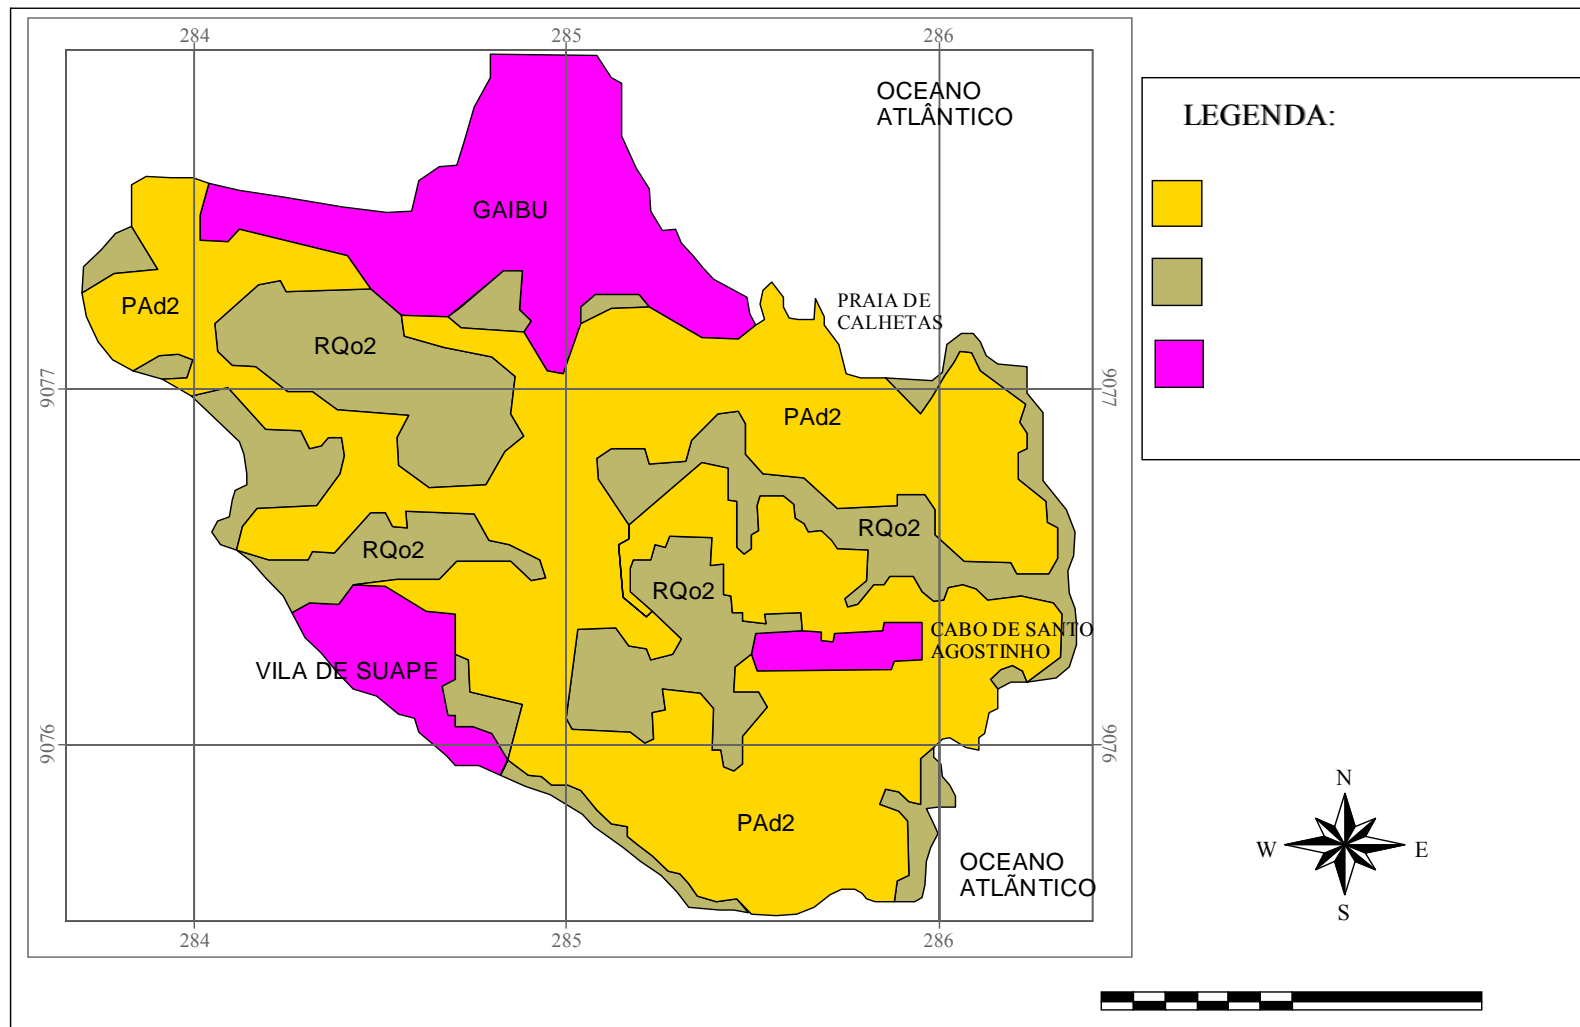 284 285 286
OCEANO
ATLÂNTICO
LEGENDA:
GAIBU
PAd2
PRAIA DE
CALHETAS
RQo2
9077 9077
PAd2
RQo2
RQo2
RQo2
CABO DE SANTO
AGOSTINHO
VILA DE SUAPE
9076 9076
N
PAd2
W E
OCEANO
ATLÃNTICO
S
284 285 286